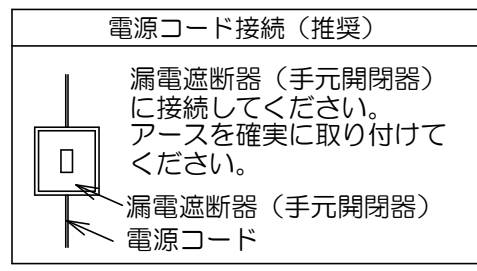 電源コード接続（推奨）
漏電遮断器（手元開閉器）
に接続してください。
アースを確実に取り付けて
ください。
漏電遮断器（手元開閉器）
電源コード